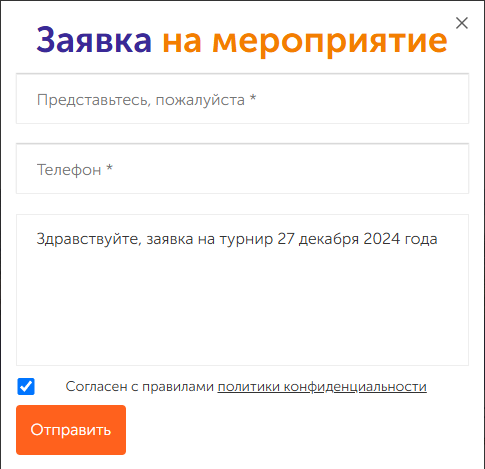 Заявка на мероприятие
Представьтесь, пожалуйста *
Телефон *
Здравствуйте, заявка на турнир 27 декабря 2024 года
Согласен с правилами политики конфиденциальности
Отправить